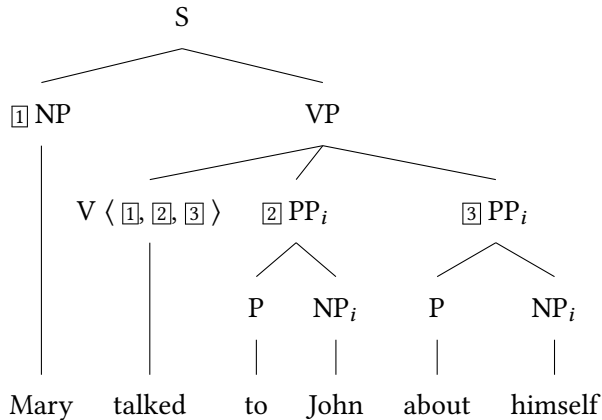 S
1 NP VP
V ⟨ 1, 2, 3 ⟩ 2 PPᵢ 3 PPᵢ
P NPᵢ P NPᵢ
Mary talked to John about himself